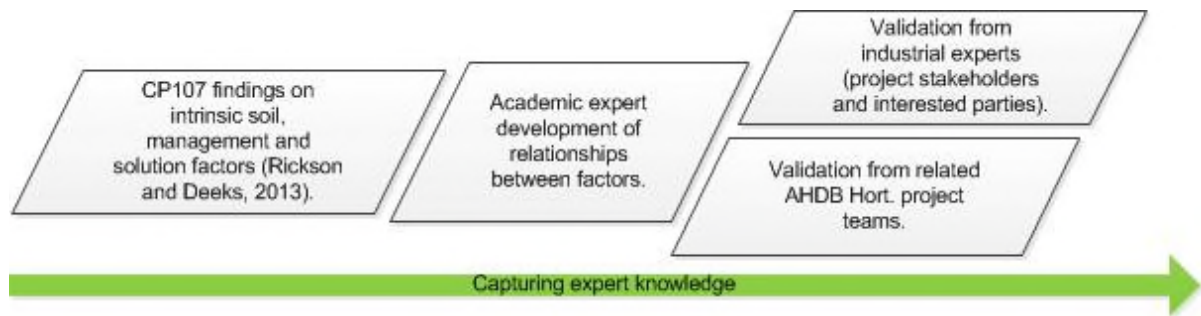 CP107 findings on
intrinsic soil,
management and
solution factors (Rickson
and Deeks, 2013).
Academic expert
development of
relationships
between factors.
Validation from
industrial experts
(project stakeholders
and interested parties).
Validation from related
AHDB Hort. project
teams.
Capturing expert knowledge